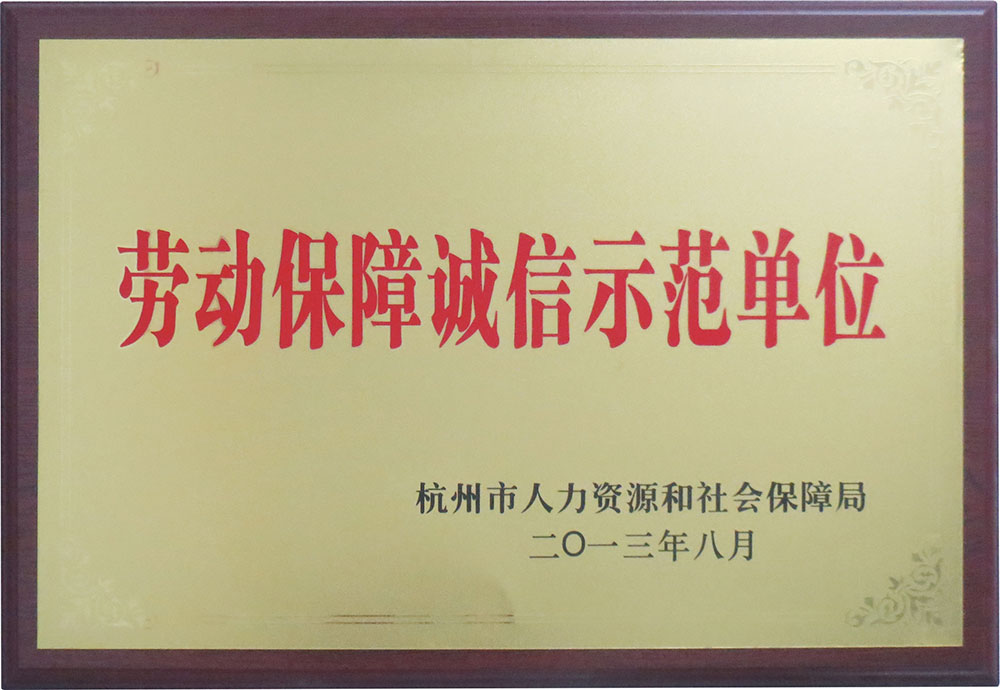 劳动保障诚信示范单位
杭州市人力资源和社会保障局
二〇一三年八月